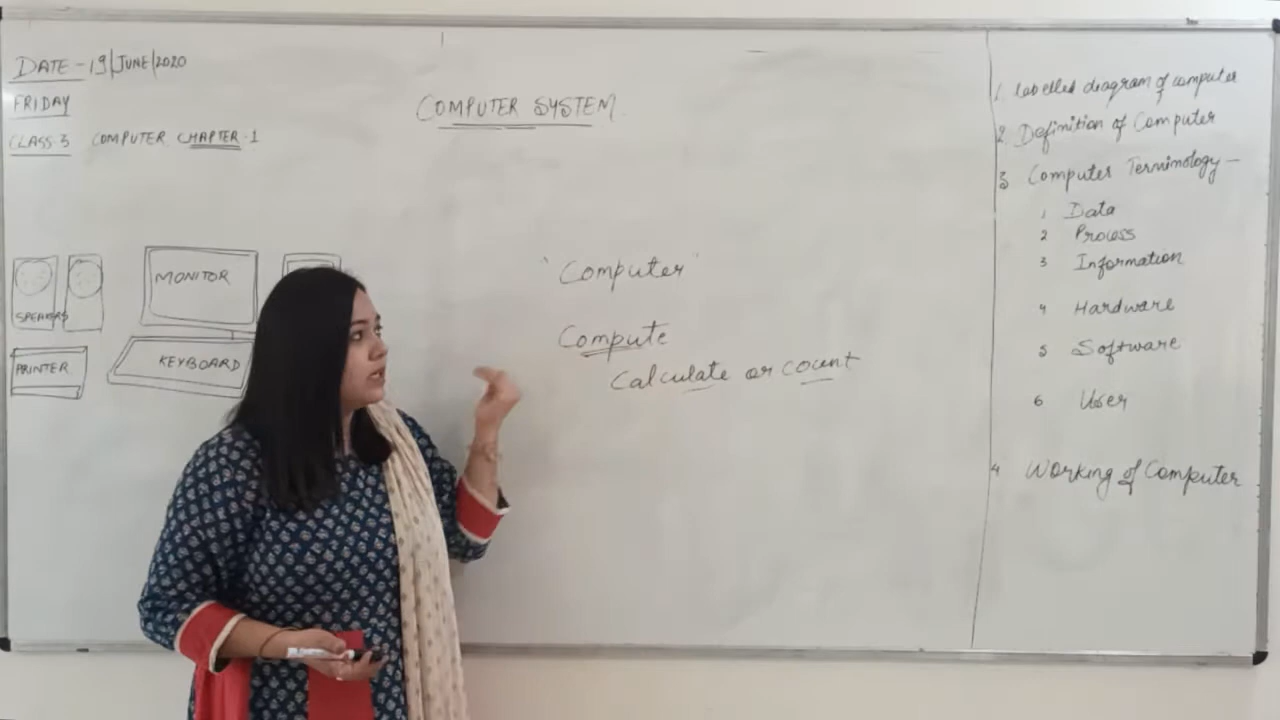 DATE - 19/JUNE/2020
FRIDAY
CLASS-3 COMPUTER CHAPTER-1
COMPUTER SYSTEM
SPEAKERS
MONITOR
PRINTER
KEYBOARD
"Computer"
Compute
Calculate or count
1. Labelled diagram of computer
2 Definition of Computer
3 Computer Terminology -
1 Data
2 Process
3 Information
4 Hardware
5 Software
6 User
4 Working of Computer